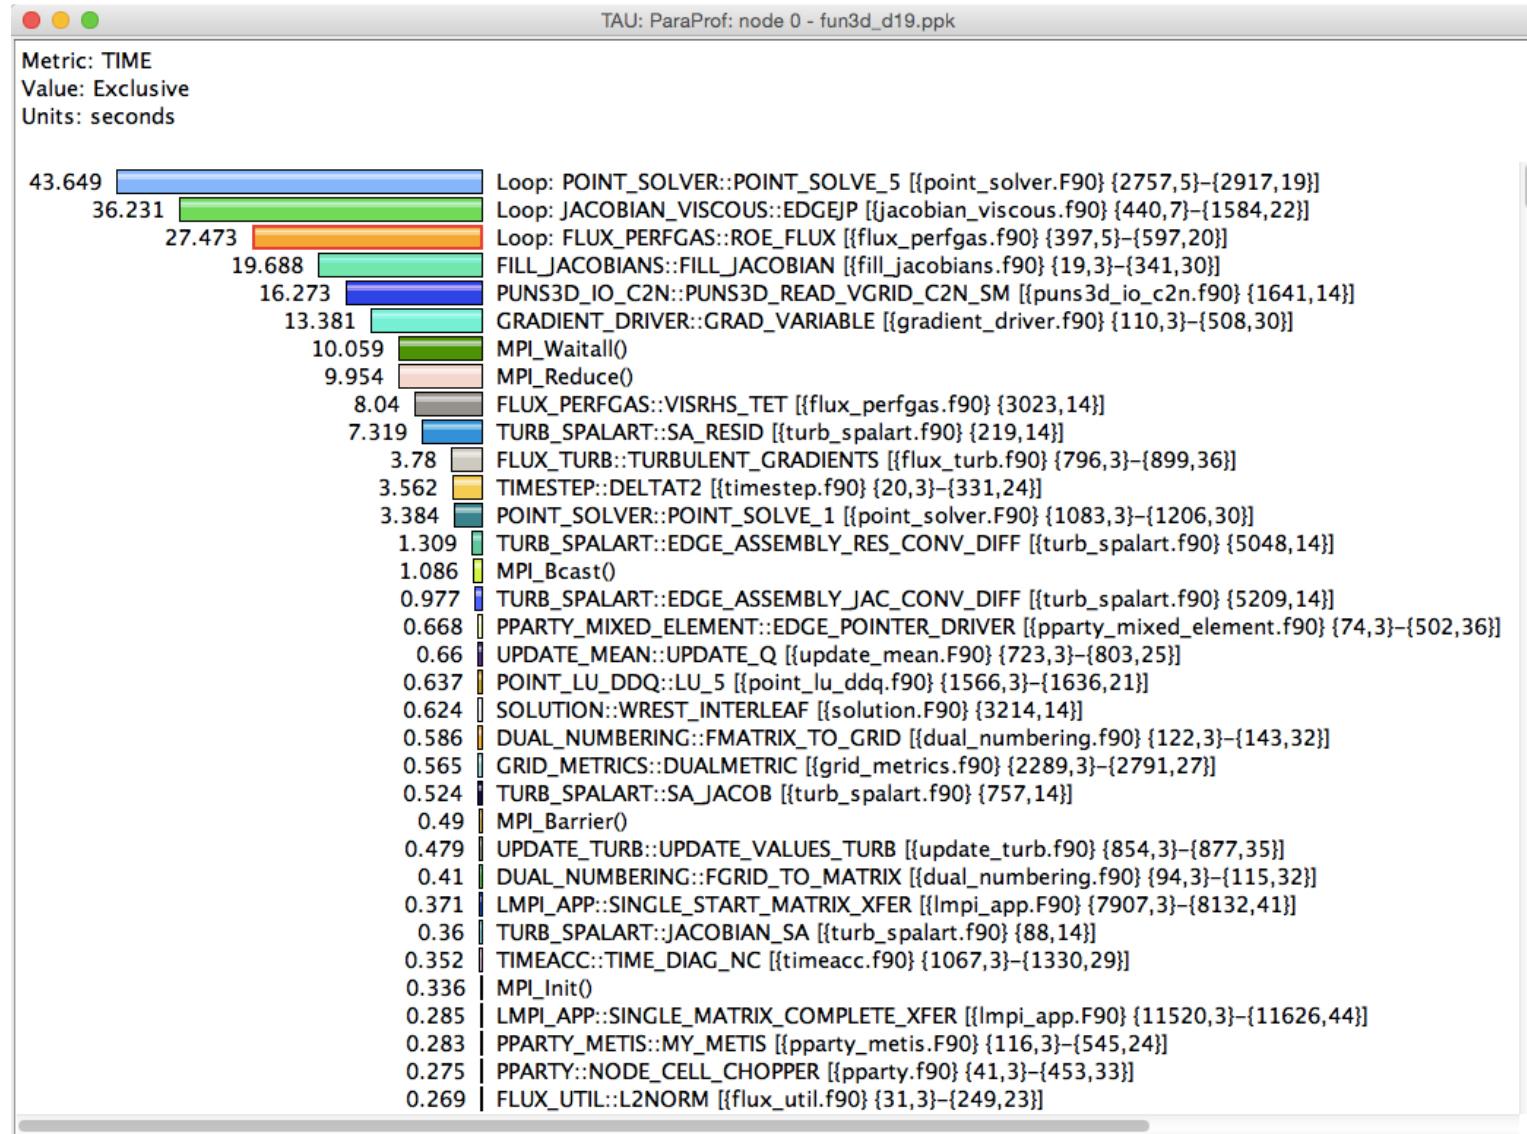 TAU: ParaProf: node 0 - fun3d_d19.ppk
Metric: TIME
Value: Exclusive
Units: seconds
43.649 Loop: POINT_SOLVER::POINT_SOLVE_5 [{point_solver.F90} {2757,5}-{2917,19}]
36.231 Loop: JACOBIAN_VISCOUS::EDGEJP [{jacobian_viscous.f90} {440,7}-{1584,22}]
27.473 Loop: FLUX_PERFGAS::ROE_FLUX [{flux_perfgas.f90} {397,5}-{597,20}]
19.688 FILL_JACOBIANS::FILL_JACOBIAN [{fill_jacobians.f90} {19,3}-{341,30}]
16.273 PUNS3D_IO_C2N::PUNS3D_READ_VGRID_C2N_SM [{puns3d_io_c2n.f90} {1641,14}]
13.381 GRADIENT_DRIVER::GRAD_VARIABLE [{gradient_driver.f90} {110,3}-{508,30}]
10.059 MPI_Waitall()
9.954 MPI_Reduce()
8.04 FLUX_PERFGAS::VISRHS_TET [{flux_perfgas.f90} {3023,14}]
7.319 TURB_SPALART::SA_RESID [{turb_spalart.f90} {219,14}]
3.78 FLUX_TURB::TURBULENT_GRADIENTS [{flux_turb.f90} {796,3}-{899,36}]
3.562 TIMESTEP::DELTAT2 [{timestep.f90} {20,3}-{331,24}]
3.384 POINT_SOLVER::POINT_SOLVE_1 [{point_solver.F90} {1083,3}-{1206,30}]
1.309 TURB_SPALART::EDGE_ASSEMBLY_RES_CONV_DIFF [{turb_spalart.f90} {5048,14}]
1.086 MPI_Bcast()
0.977 TURB_SPALART::EDGE_ASSEMBLY_JAC_CONV_DIFF [{turb_spalart.f90} {5209,14}]
0.668 PPARTY_MIXED_ELEMENT::EDGE_POINTER_DRIVER [{pparty_mixed_element.f90} {74,3}-{502,36}]
0.66 UPDATE_MEAN::UPDATE_Q [{update_mean.F90} {723,3}-{803,25}]
0.637 POINT_LU_DDQ::LU_5 [{point_lu_ddq.f90} {1566,3}-{1636,21}]
0.624 SOLUTION::WREST_INTERLEAF [{solution.F90} {3214,14}]
0.586 DUAL_NUMBERING::FMATRIX_TO_GRID [{dual_numbering.f90} {122,3}-{143,32}]
0.565 GRID_METRICS::DUALMETRIC [{grid_metrics.f90} {2289,3}-{2791,27}]
0.524 TURB_SPALART::SA_JACOB [{turb_spalart.f90} {757,14}]
0.49 MPI_Barrier()
0.479 UPDATE_TURB::UPDATE_VALUES_TURB [{update_turb.f90} {854,3}-{877,35}]
0.41 DUAL_NUMBERING::FGRID_TO_MATRIX [{dual_numbering.f90} {94,3}-{115,32}]
0.371 LMPI_APP::SINGLE_START_MATRIX_XFER [{lmpi_app.F90} {7907,3}-{8132,41}]
0.36 TURB_SPALART::JACOBIAN_SA [{turb_spalart.f90} {88,14}]
0.352 TIMEACC::TIME_DIAG_NC [{timeacc.f90} {1067,3}-{1330,29}]
0.336 MPI_Init()
0.285 LMPI_APP::SINGLE_MATRIX_COMPLETE_XFER [{lmpi_app.F90} {11520,3}-{11626,44}]
0.283 PPARTY_METIS::MY_METIS [{pparty_metis.F90} {116,3}-{545,24}]
0.275 PPARTY::NODE_CELL_CHOPPER [{pparty.f90} {41,3}-{453,33}]
0.269 FLUX_UTIL::L2NORM [{flux_util.f90} {31,3}-{249,23}]